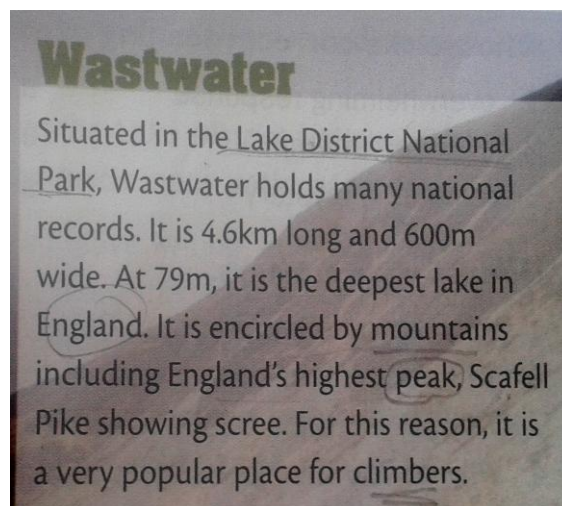 Wastwater
Situated in the Lake District National
Park, Wastwater holds many national
records. It is 4.6km long and 600m
wide. At 79m, it is the deepest lake in
England. It is encircled by mountains
including England's highest peak, Scafell
Pike showing scree. For this reason, it is
a very popular place for climbers.